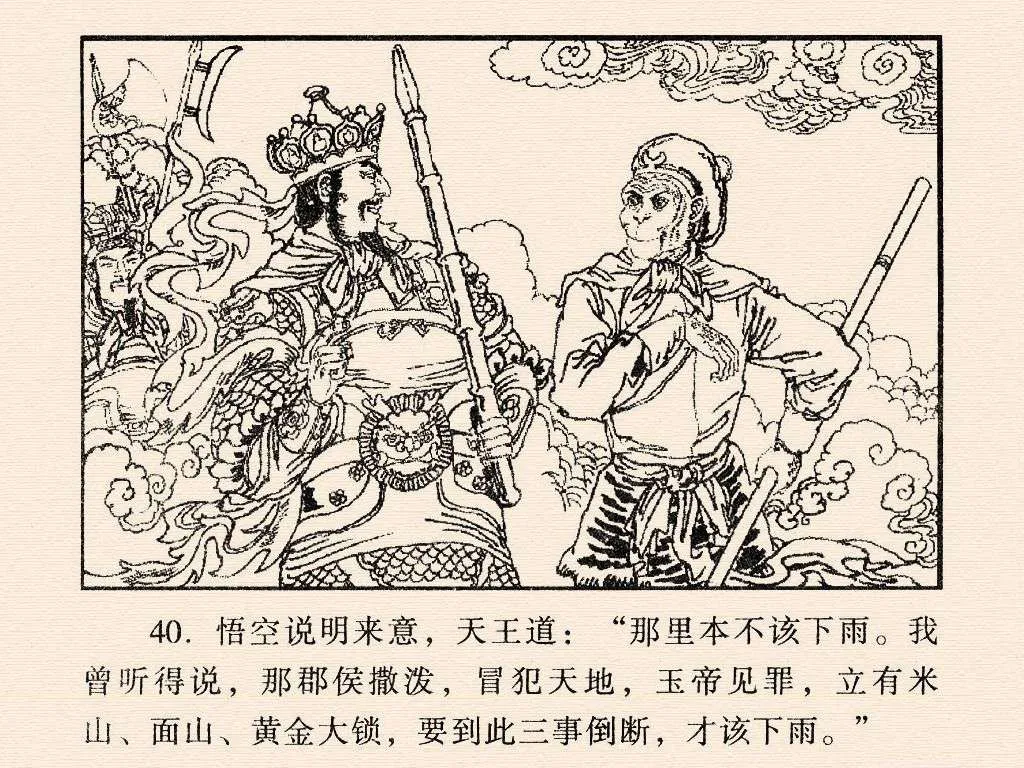 40. 悟空说明来意，天王道：“那里本不该下雨。我
曾听得说，那郡侯撒泼，冒犯天地，玉帝见罪，立有米
山、面山、黄金大锁，要到此三事倒断，才该下雨。”